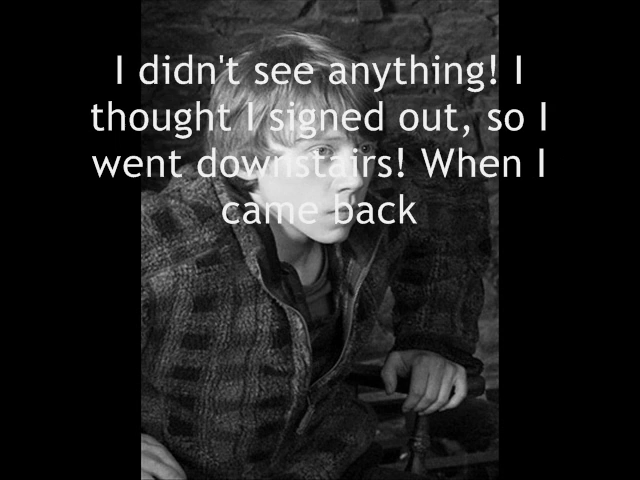 I didn't see anything! I
thought I signed out, so I
went downstairs! When I
came back